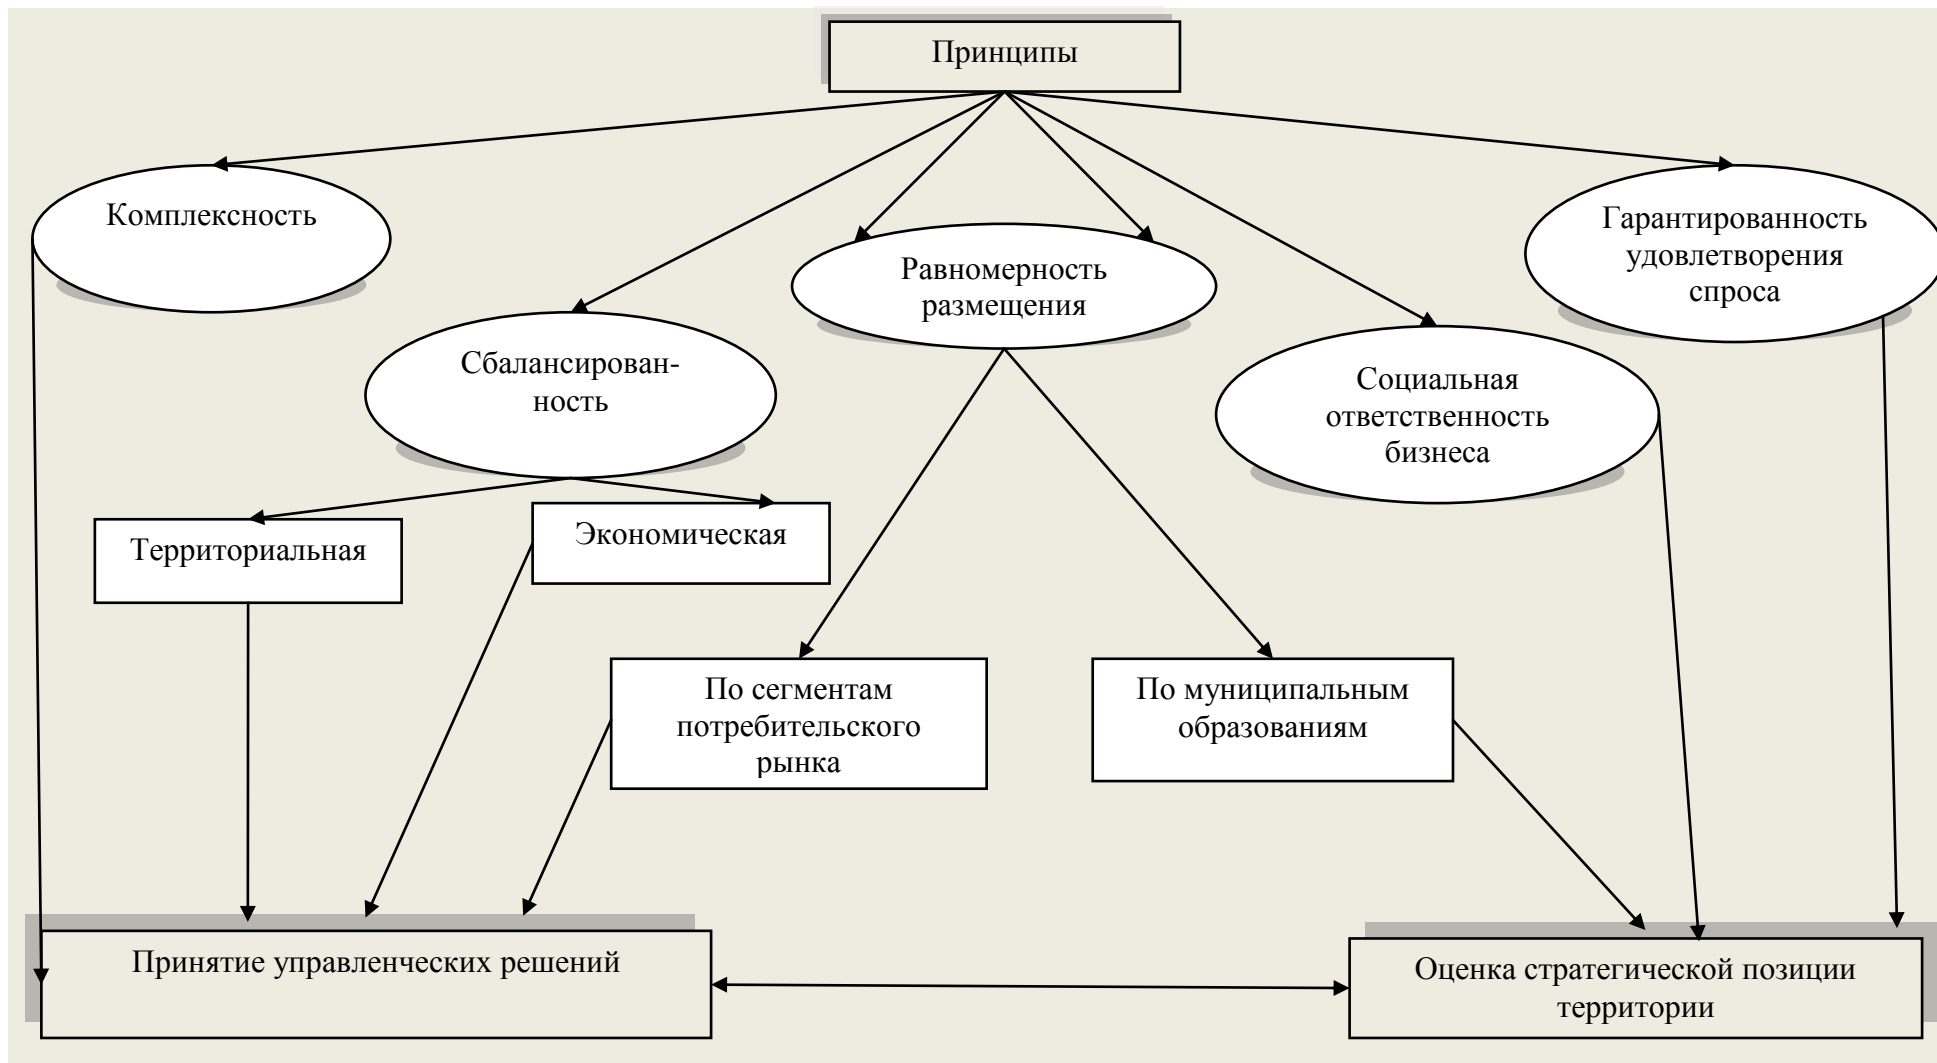 Принципы
Комплексность
Гарантированность
удовлетворения
спроса
Равномерность
размещения
Сбалансирован-
ность
Социальная
ответственность
бизнеса
Территориальная
Экономическая
По сегментам
потребительского
рынка
По муниципальным
образованиям
Принятие управленческих решений
Оценка стратегической позиции
территории